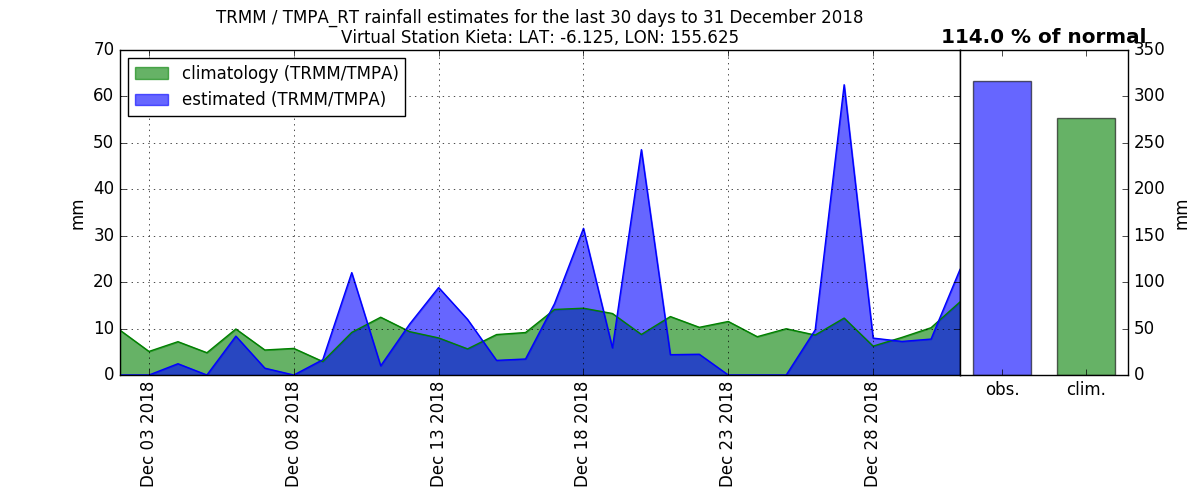 TRMM / TMPA_RT rainfall estimates for the last 30 days to 31 December 2018
Virtual Station Kieta: LAT: -6.125, LON: 155.625
114.0 % of normal
climatology (TRMM/TMPA)
estimated (TRMM/TMPA)
mm
70
60
50
40
30
20
10
0
Dec 03 2018
Dec 08 2018
Dec 13 2018
Dec 18 2018
Dec 23 2018
Dec 28 2018
obs.
clim.
350
300
250
200
150
100
50
0
mm